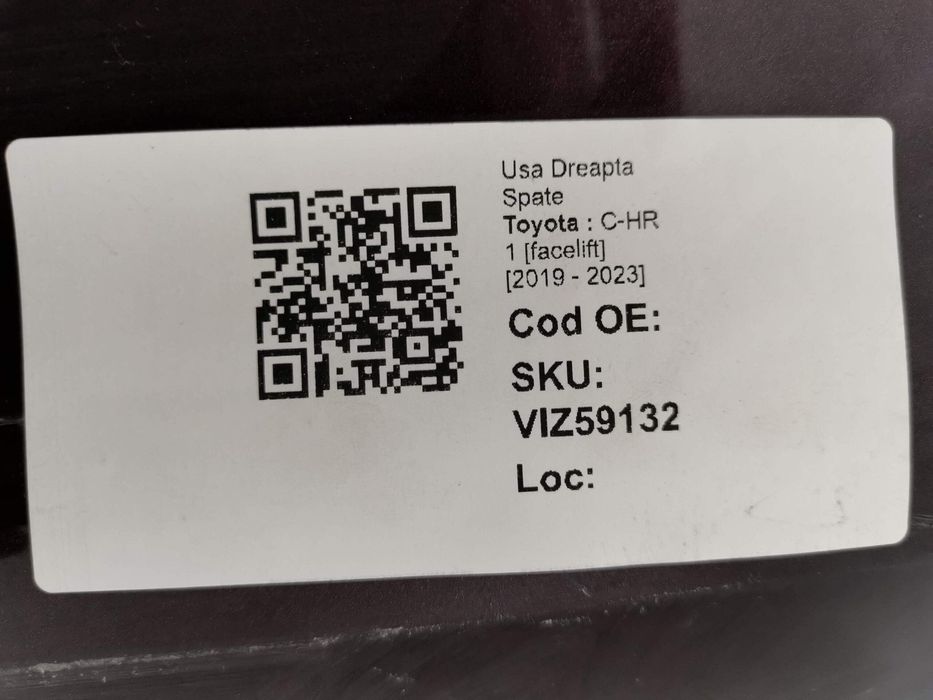 Usa Dreapta
Spate
Toyota : C-HR
1 [facelift]
[2019 - 2023]
Cod OE:
SKU:
VIZ59132
Loc: